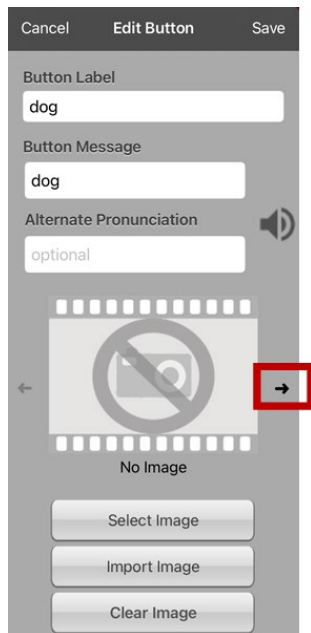 Cancel Edit Button Save
Button Label
dog
Button Message
dog
Alternate Pronunciation
optional
No Image
Select Image
Import Image
Clear Image